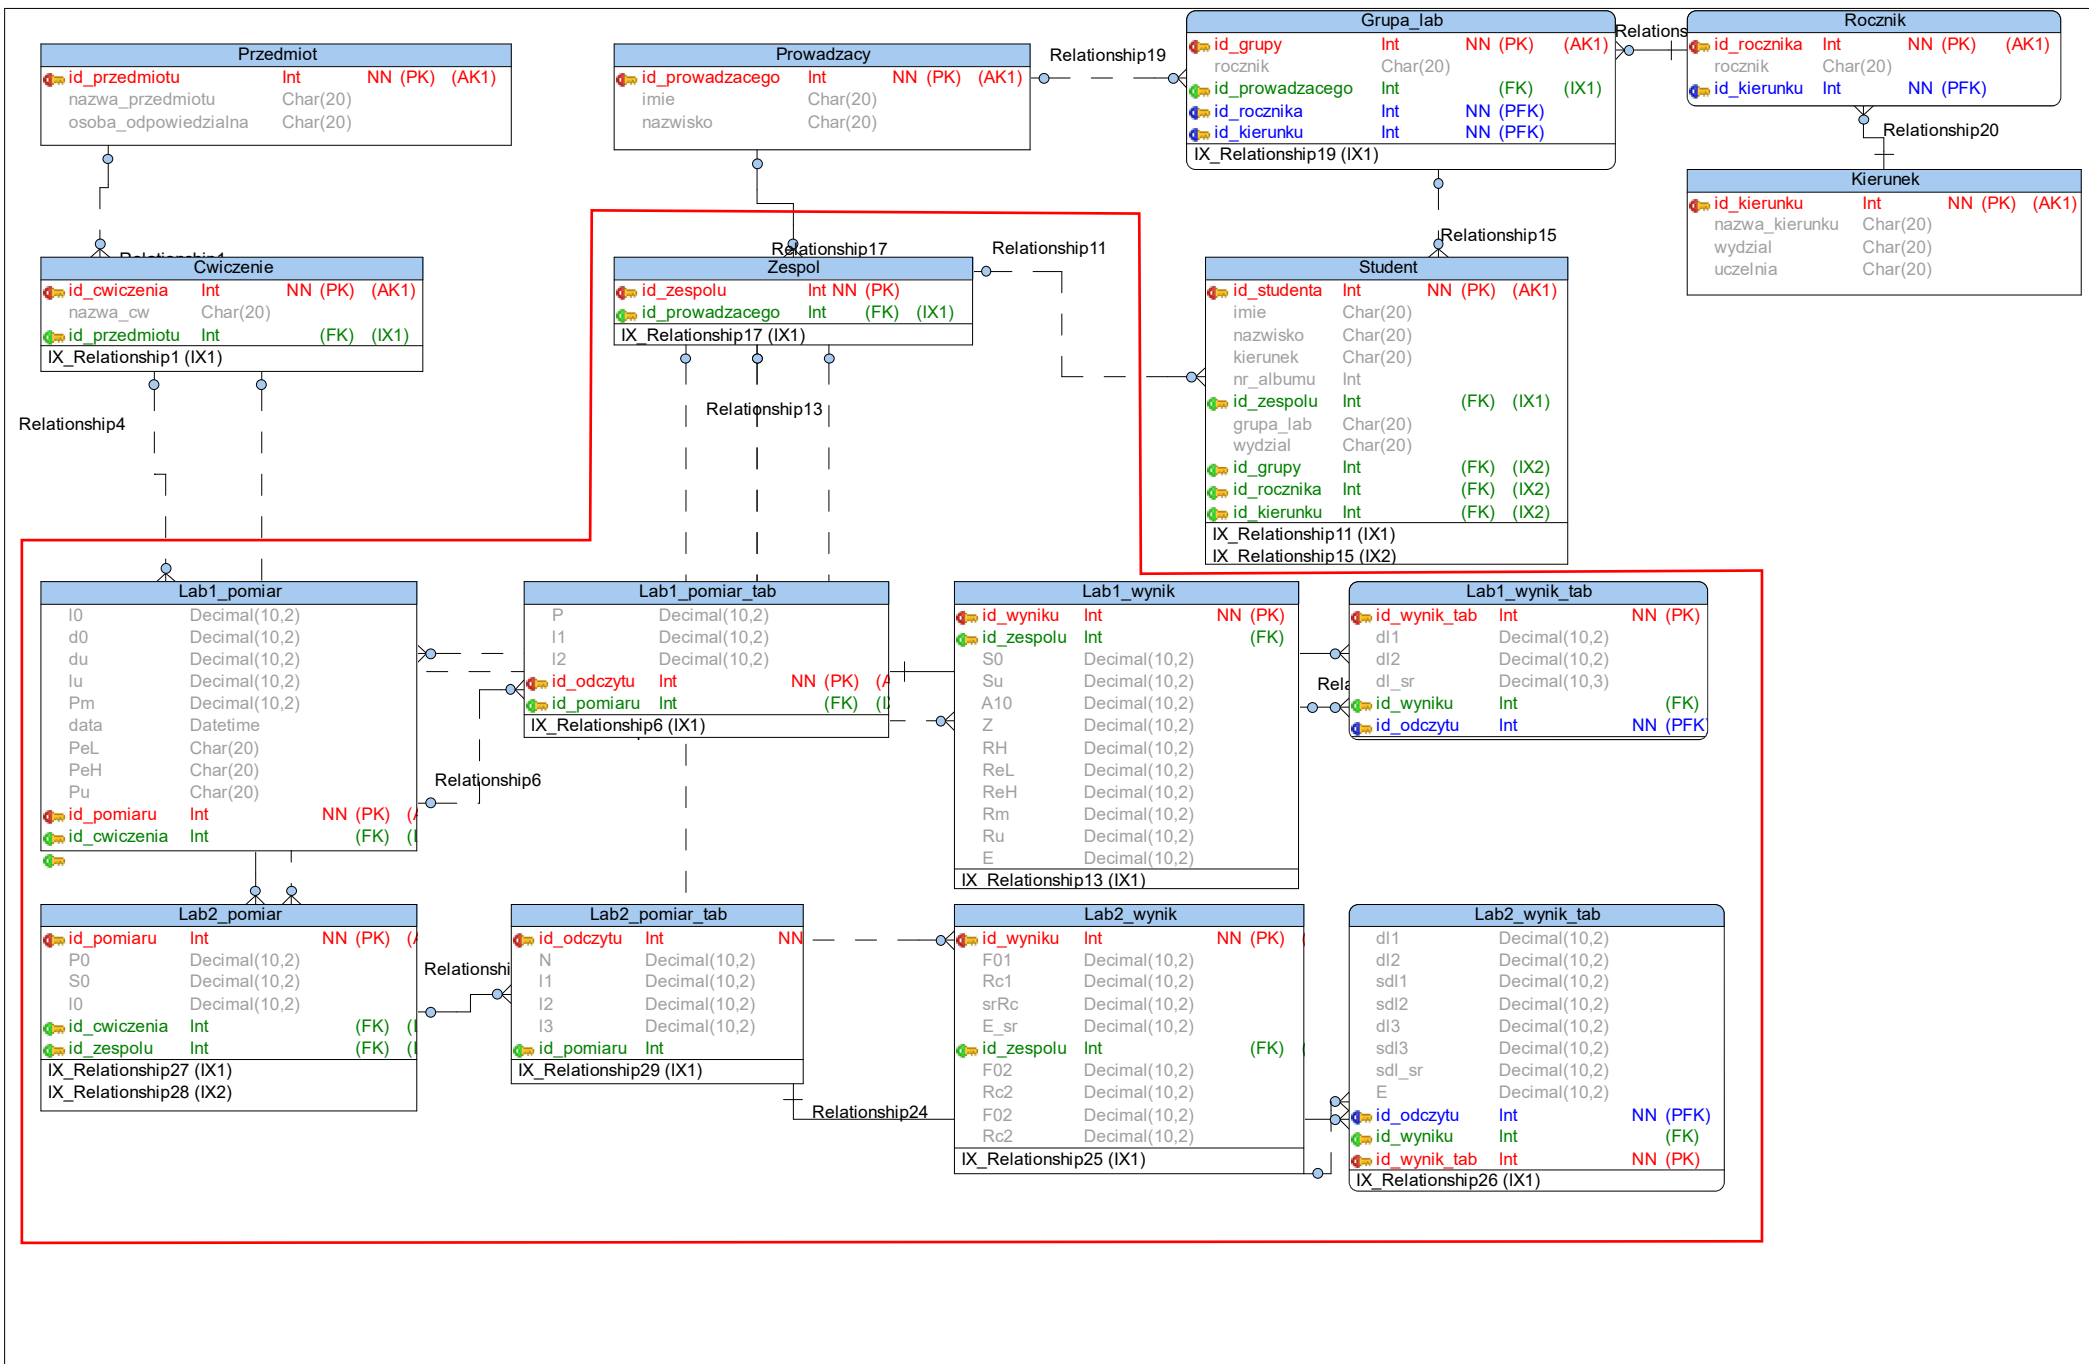 Przedmiot
id_przedmiotu Int NN (PK) (AK1)
nazwa_przedmiotu Char(20)
osoba_odpowiedzialna Char(20)
Prowadzacy
id_prowadzacego Int NN (PK) (AK1)
imie Char(20)
nazwisko Char(20)
Relationship19
Grupa_lab
id_grupy Int NN (PK) (AK1)
rocznik Char(20)
id_prowadzacego Int (FK) (IX1)
id_rocznika Int NN (PFK)
id_kierunku Int NN (PFK)
IX_Relationship19 (IX1)
Relations
Rocznik
id_rocznika Int NN (PK) (AK1)
rocznik Char(20)
id_kierunku Int NN (PFK)
Relationship20
Kierunek
id_kierunku Int NN (PK) (AK1)
nazwa_kierunku Char(20)
wydzial Char(20)
uczelnia Char(20)
Relationship1
Cwiczenie
id_cwiczenia Int NN (PK) (AK1)
nazwa_cw Char(20)
id_przedmiotu Int (FK) (IX1)
IX_Relationship1 (IX1)
Relationship17
Zespol
id_zespolu Int NN (PK)
id_prowadzacego Int (FK) (IX1)
IX_Relationship17 (IX1)
Relationship11
Relationship15
Student
id_studenta Int NN (PK) (AK1)
imie Char(20)
nazwisko Char(20)
kierunek Char(20)
nr_albumu Int
id_zespolu Int (FK) (IX1)
grupa_lab Char(20)
wydzial Char(20)
id_grupy Int (FK) (IX2)
id_rocznika Int (FK) (IX2)
id_kierunku Int (FK) (IX2)
IX_Relationship11 (IX1)
IX_Relationship15 (IX2)
Relationship4
Relationship13
Lab1_pomiar
l0 Decimal(10,2)
d0 Decimal(10,2)
du Decimal(10,2)
lu Decimal(10,2)
Pm Decimal(10,2)
data Datetime
PeL Char(20)
PeH Char(20)
Pu Char(20)
id_pomiaru Int NN (PK) (
id_cwiczenia Int (FK) (
Relationship6
Lab1_pomiar_tab
P Decimal(10,2)
l1 Decimal(10,2)
l2 Decimal(10,2)
id_odczytu Int NN (PK) (
id_pomiaru Int (FK) (
IX_Relationship6 (IX1)
Lab1_wynik
id_wyniku Int NN (PK)
id_zespolu Int (FK)
S0 Decimal(10,2)
Su Decimal(10,2)
A10 Decimal(10,2)
Z Decimal(10,2)
RH Decimal(10,2)
ReL Decimal(10,2)
ReH Decimal(10,2)
Rm Decimal(10,2)
Ru Decimal(10,2)
E Decimal(10,2)
IX_Relationship13 (IX1)
Rela
Lab1_wynik_tab
id_wynik_tab Int NN (PK)
dl1 Decimal(10,2)
dl2 Decimal(10,2)
dl_sr Decimal(10,3)
id_wyniku Int (FK)
id_odczytu Int NN (PFK
Lab2_pomiar
id_pomiaru Int NN (PK) (
P0 Decimal(10,2)
S0 Decimal(10,2)
l0 Decimal(10,2)
id_cwiczenia Int (FK) (
id_zespolu Int (FK) (
IX_Relationship27 (IX1)
IX_Relationship28 (IX2)
Relationshi
Lab2_pomiar_tab
id_odczytu Int NN
N Decimal(10,2)
l1 Decimal(10,2)
l2 Decimal(10,2)
l3 Decimal(10,2)
id_pomiaru Int
IX_Relationship29 (IX1)
Relationship24
Lab2_wynik
id_wyniku Int NN (PK) (
F01 Decimal(10,2)
Rc1 Decimal(10,2)
srRc Decimal(10,2)
E_sr Decimal(10,2)
id_zespolu Int (FK) (
F02 Decimal(10,2)
Rc2 Decimal(10,2)
F02 Decimal(10,2)
Rc2 Decimal(10,2)
IX_Relationship25 (IX1)
Lab2_wynik_tab
dl1 Decimal(10,2)
dl2 Decimal(10,2)
sdl1 Decimal(10,2)
sdl2 Decimal(10,2)
dl3 Decimal(10,2)
sdl3 Decimal(10,2)
sdl_sr Decimal(10,2)
E Decimal(10,2)
id_odczytu Int NN (PFK)
id_wyniku Int (FK)
id_wynik_tab Int NN (PK)
IX_Relationship26 (IX1)